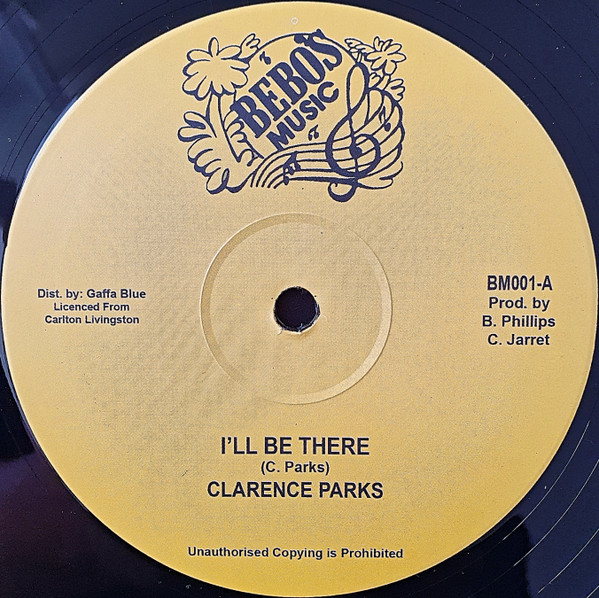 BEBO'S
MUSIC
Dist. by: Gaffa Blue
Licenced From
Carlton Livingston
BM001-A
Prod. by
B. Phillips
C. Jarret
I'LL BE THERE
(C. Parks)
CLARENCE PARKS
Unauthorised Copying is Prohibited